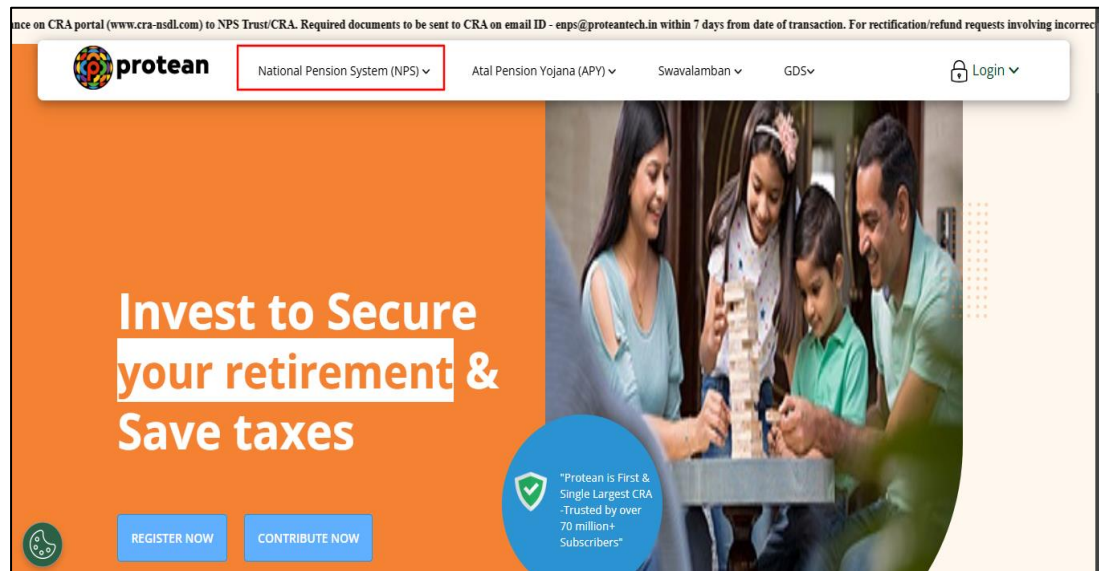 nce on CRA portal (www.cra-nsdl.com) to NPS Trust/CRA. Required documents to be sent to CRA on email ID - enps@proteantech.in within 7 days from date of transaction. For rectification/refund requests involving incorrec
protean
National Pension System (NPS)
Atal Pension Yojana (APY)
Swavalamban
GDS
Login
Invest to Secure
your retirement &
Save taxes
"Protean is First &
Single Largest CRA
-Trusted by over
70 million+
Subscribers"
REGISTER NOW
CONTRIBUTE NOW